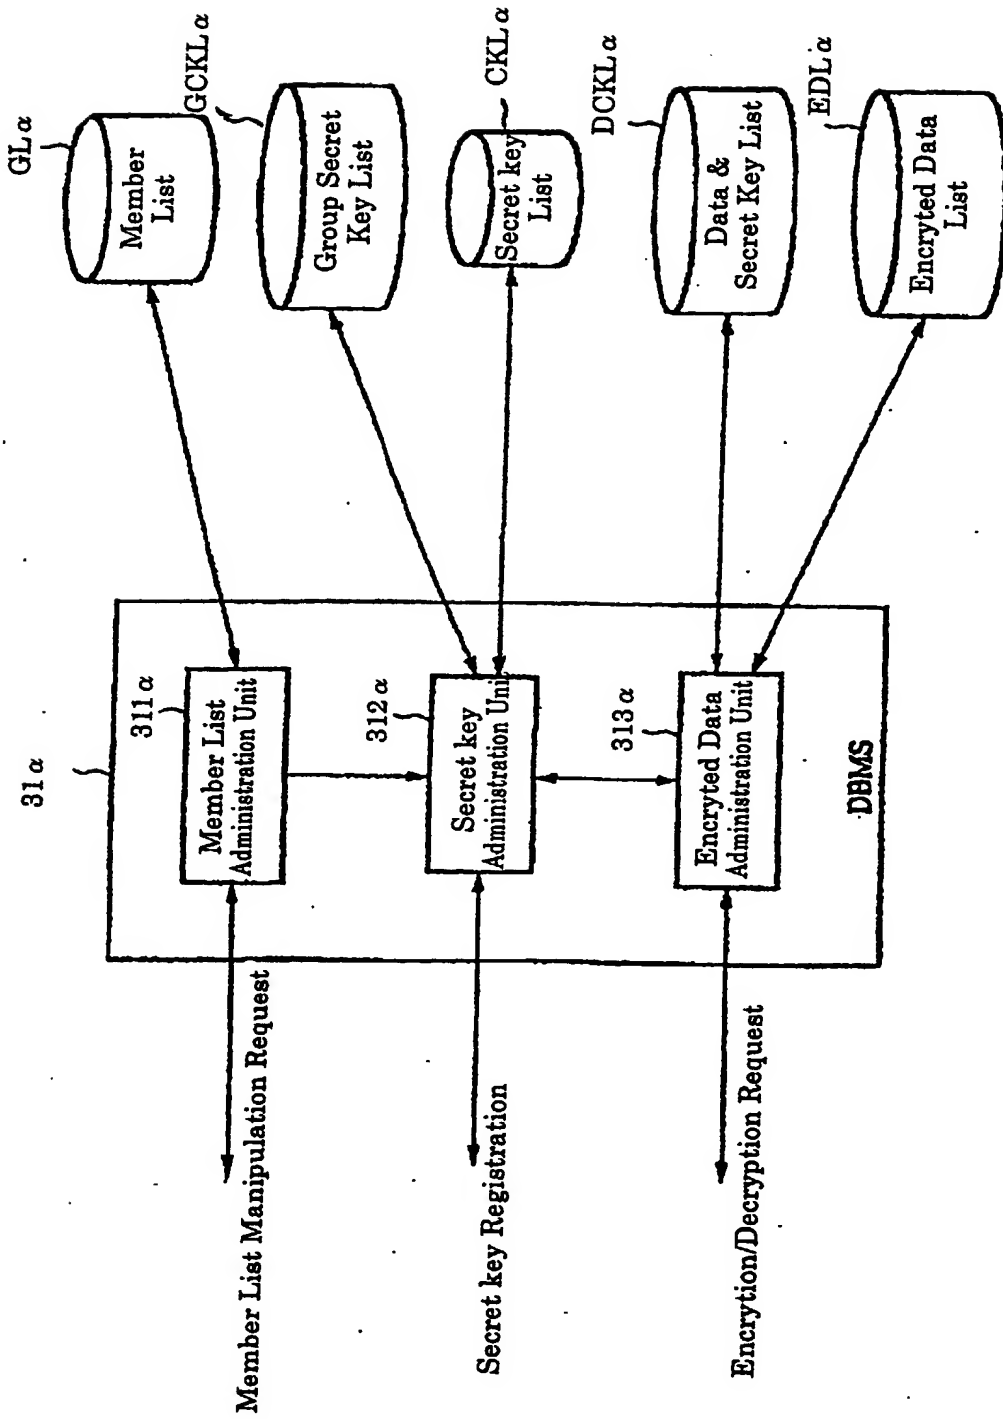 GLα
Member
List
GCKLα
Group Secret
Key List
CKLα
Secret key
List
DCKLα
Data &
Secret Key List
EDLα
Encryted Data
List
31α
311α
Member List
Administration Unit
312α
Secret key
Administration Unit
313α
Encryted Data
Administration Unit
DBMS
Member List Manipulation Request
Secret key Registration
Encrytion/Decryption Request